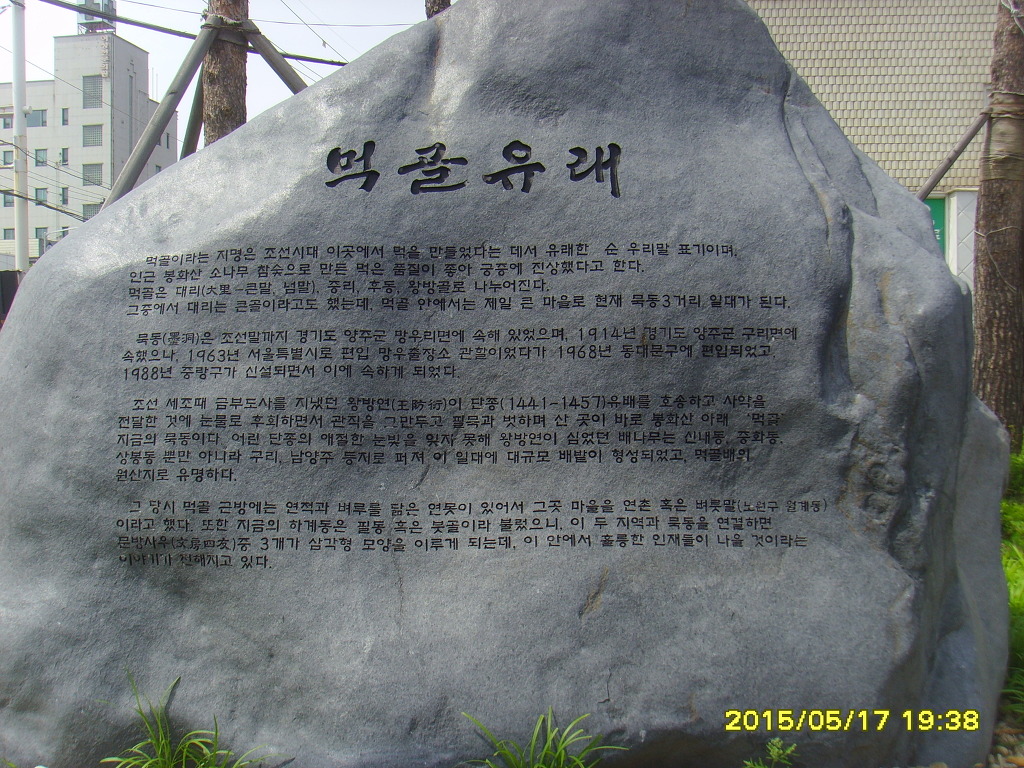 먹골유래
먹골이라는 지명은 조선시대 이곳에서 먹을 만들었다는 데서 유래한 순 우리말 표기이며,
인근 봉화산 소나무 참숯으로 만든 먹은 품질이 좋아 궁중에 진상했다고 한다.
먹골은 대리(大里-큰말, 넘말), 중리, 후동, 왕방골로 나누어진다.
그중에서 대리는 큰골이라고도 했는데, 먹골 안에서는 제일 큰 마을로 현재 묵동3거리 일대가 된다.
묵동(墨洞)은 조선말까지 경기도 양주군 망우리면에 속해 있었으며, 1914년 경기도 양주군 구리면에
속했으나, 1963년 서울특별시로 편입 망우출장소 관할이었다가 1968년 동대문구에 편입되었고,
1988년 중랑구가 신설되면서 이에 속하게 되었다.
조선 세조때 금부도사를 지냈던 왕방연(王防衍)이 단종(1441-1457)유배를 호송하고 사약을
전달한 것에 눈물로 후회하면서 관직을 그만두고 필묵과 벗하며 산 곳이 바로 봉화산 아래 '먹골'
지금의 묵동이다. 어린 단종의 애절한 눈빛을 잊지 못해 왕방연이 심었던 배나무는 신내동, 중화동,
상봉동 뿐만 아니라 구리, 남양주 등지로 퍼져 이 일대에 대규모 배밭이 형성되었고, 먹골배의
원산지로 유명하다.
그 당시 먹골 근방에는 연적과 벼루를 닮은 연못이 있어서 그곳 마을을 연촌 혹은 벼룻말(노원구 월계동)
이라고 했다. 또한 지금의 하계동은 필동 혹은 붓골이라 불렀으니, 이 두 지역과 묵동을 연결하면
문방사우(文房四友)중 3개가 삼각형 모양을 이루게 되는데, 이 안에서 훌륭한 인재들이 나올 것이라는
이야기가 전해지고 있다.
2015/05/17 19:38